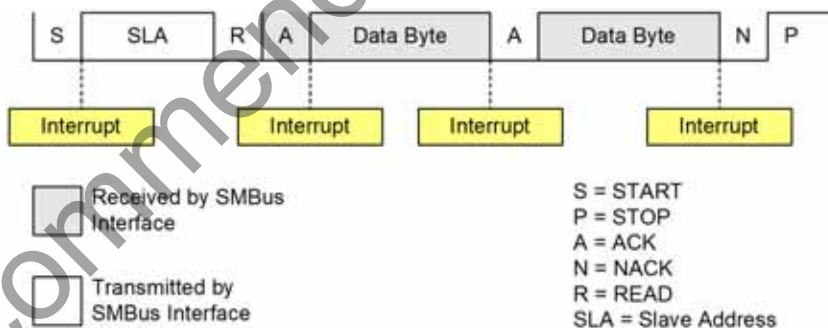 S SLA R A Data Byte A Data Byte N P
Interrupt Interrupt Interrupt Interrupt
Received by SMBus
Interface
Transmitted by
SMBus Interface
S = START
P = STOP
A = ACK
N = NACK
R = READ
SLA = Slave Address